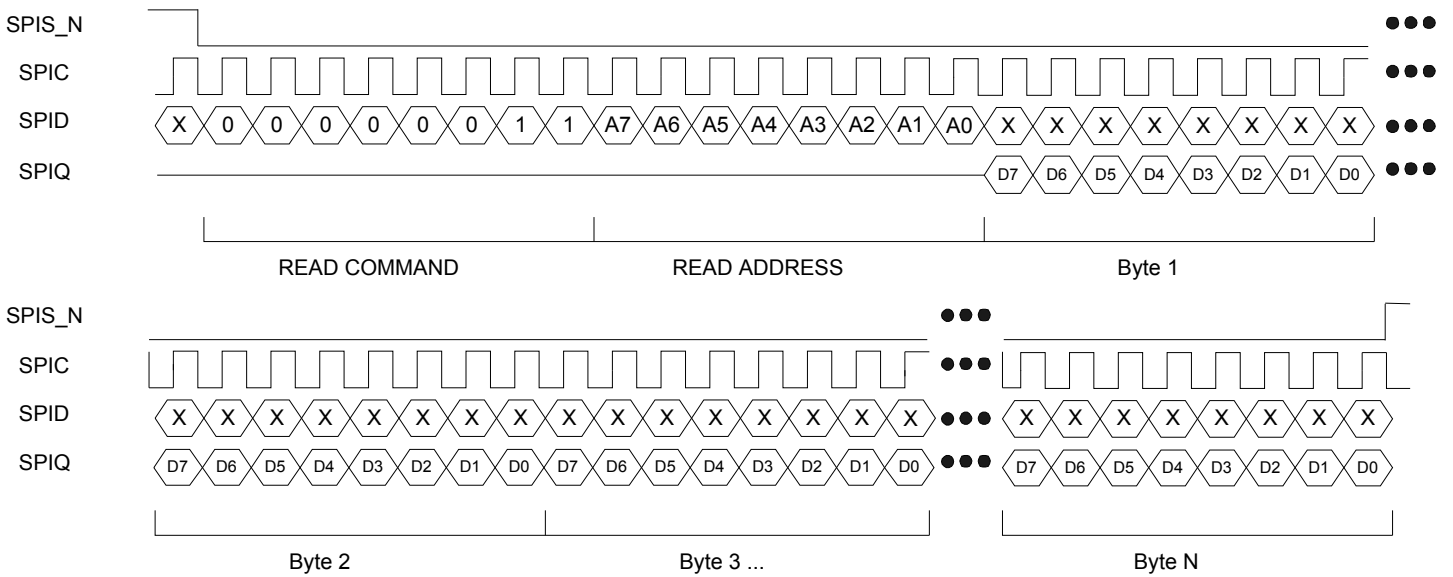 SPIS_N
SPIC
SPID X 0 0 0 0 0 0 1 1 A7 A6 A5 A4 A3 A2 A1 A0 X X X X X X X X
SPIQ D7 D6 D5 D4 D3 D2 D1 D0
READ COMMAND READ ADDRESS Byte 1
SPIS_N
SPIC
SPID X X X X X X X X X X X X X X X X X X X X X X X X
SPIQ D7 D6 D5 D4 D3 D2 D1 D0 D7 D6 D5 D4 D3 D2 D1 D0 D7 D6 D5 D4 D3 D2 D1 D0
Byte 2 Byte 3 ... Byte N